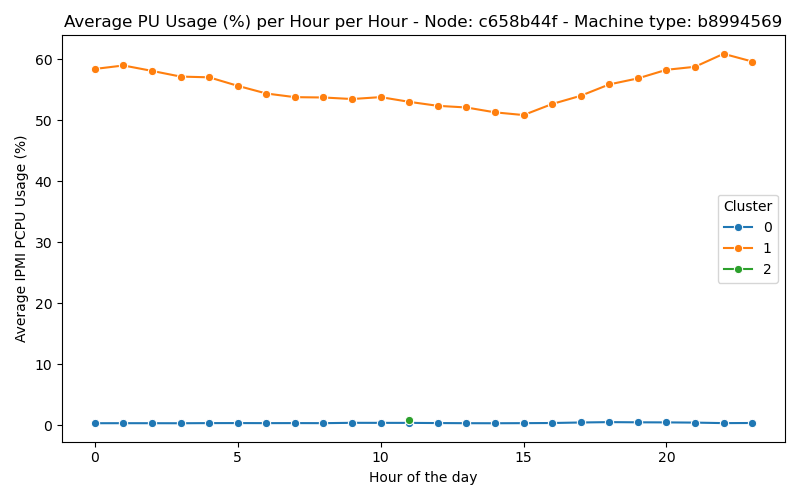 Average PU Usage (%) per Hour per Hour - Node: c658b44f - Machine type: b8994569
Average IPMI PCPU Usage (%)
60
50
40
30
20
10
0
Cluster
0
1
2
0 5 10 15 20
Hour of the day